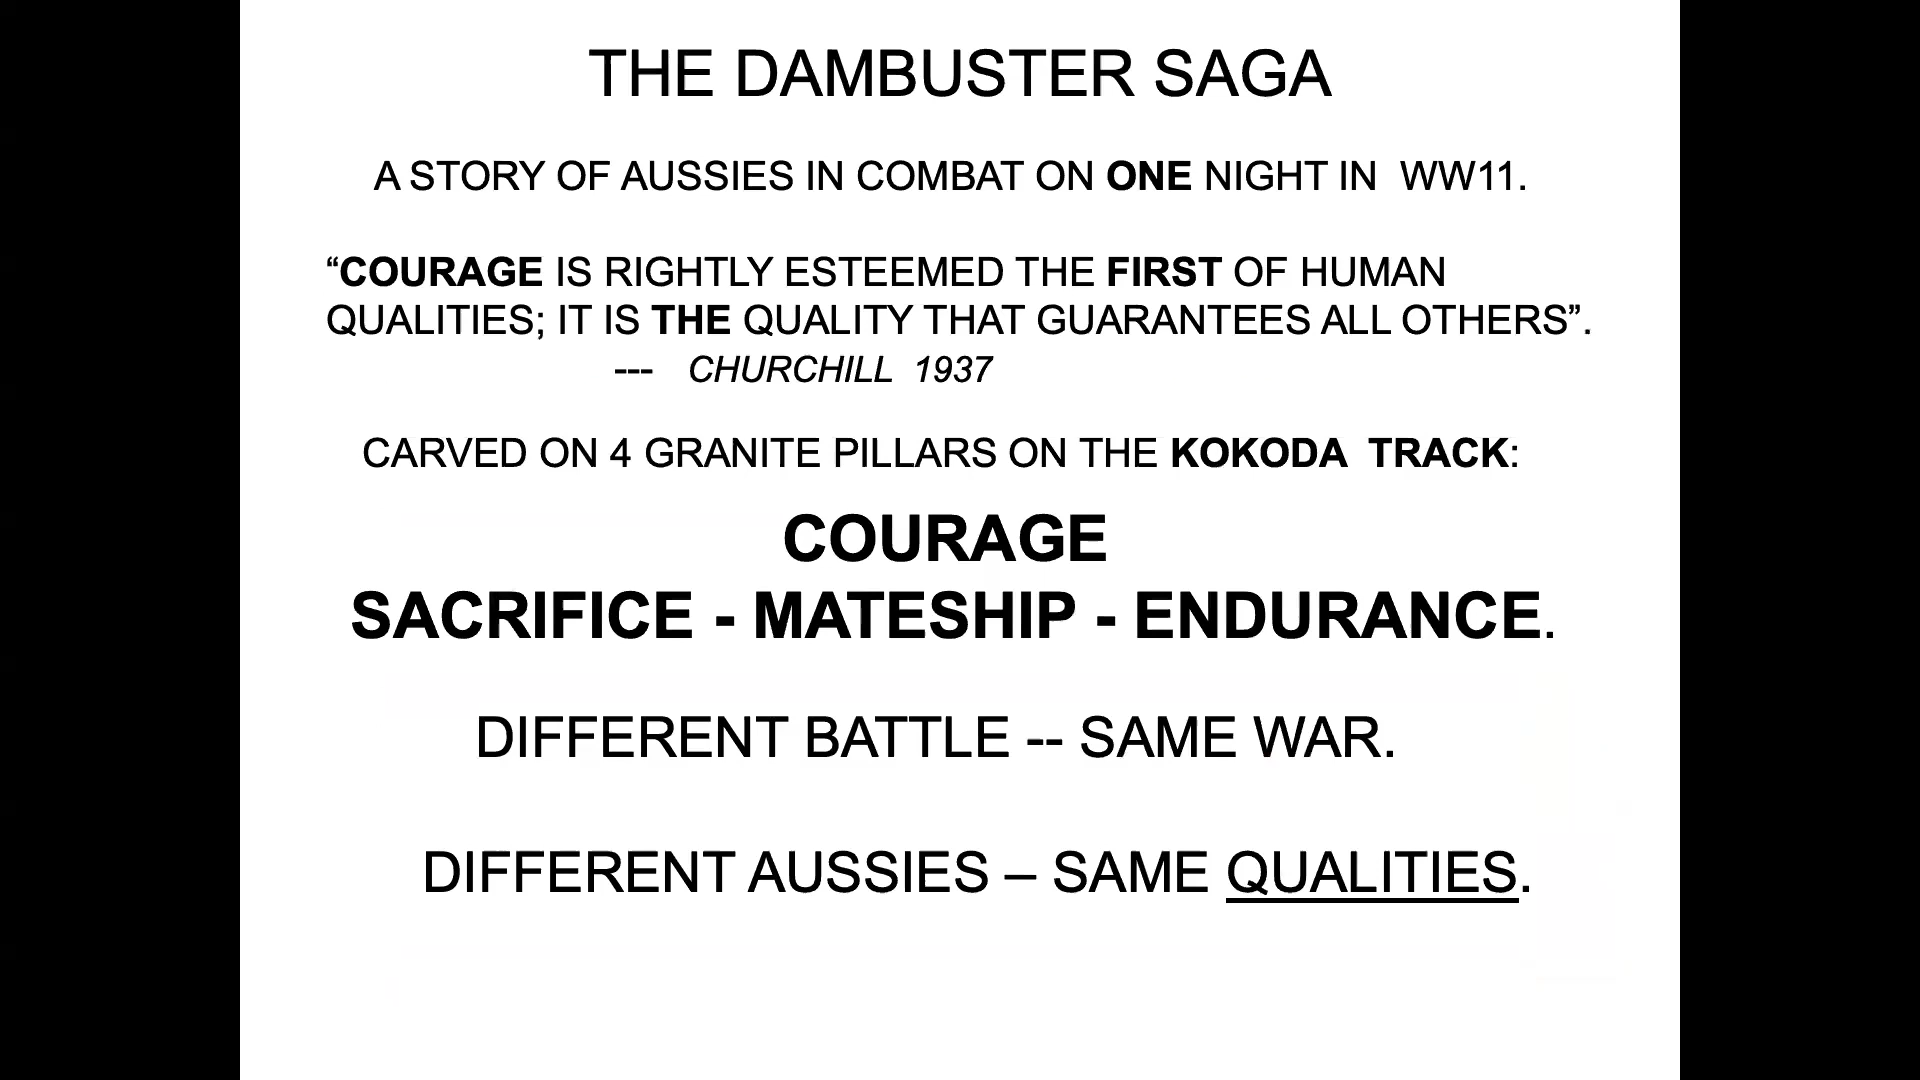 THE DAMBUSTER SAGA
A STORY OF AUSSIES IN COMBAT ON ONE NIGHT IN WW11.
“COURAGE IS RIGHTLY ESTEEMED THE FIRST OF HUMAN
QUALITIES; IT IS THE QUALITY THAT GUARANTEES ALL OTHERS”.
--- CHURCHILL 1937
CARVED ON 4 GRANITE PILLARS ON THE KOKODA TRACK:
COURAGE
SACRIFICE - MATESHIP - ENDURANCE.
DIFFERENT BATTLE -- SAME WAR.
DIFFERENT AUSSIES – SAME QUALITIES.